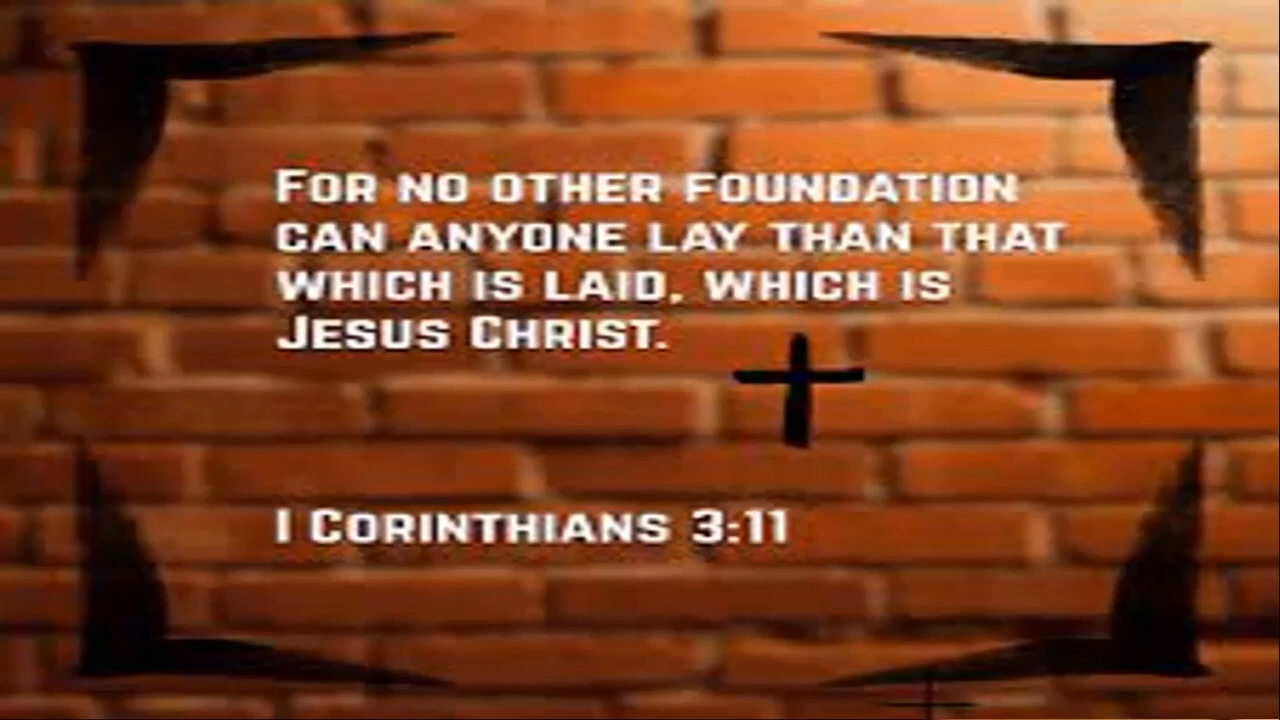 FOR NO OTHER FOUNDATION
CAN ANYONE LAY THAN THAT
WHICH IS LAID, WHICH IS
JESUS CHRIST.
I CORINTHIANS 3:11